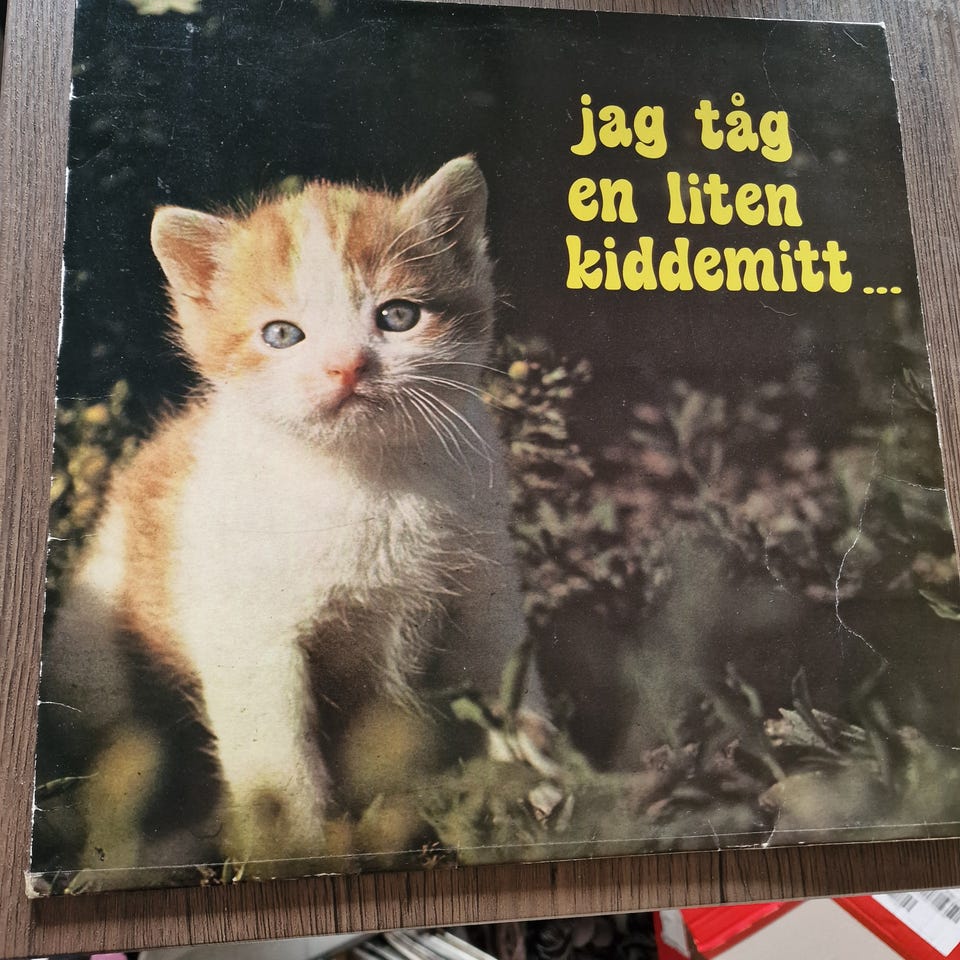 jag tåg
en liten
kiddemitt...